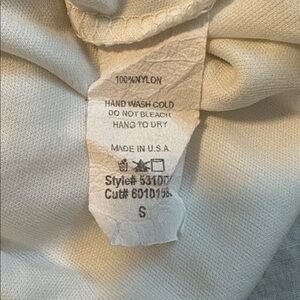 100%NYLON
HAND WASH COLD
DO NOT BLEACH
HANG TO DRY
MADE IN U.S.A.
Style#
Cut#
S